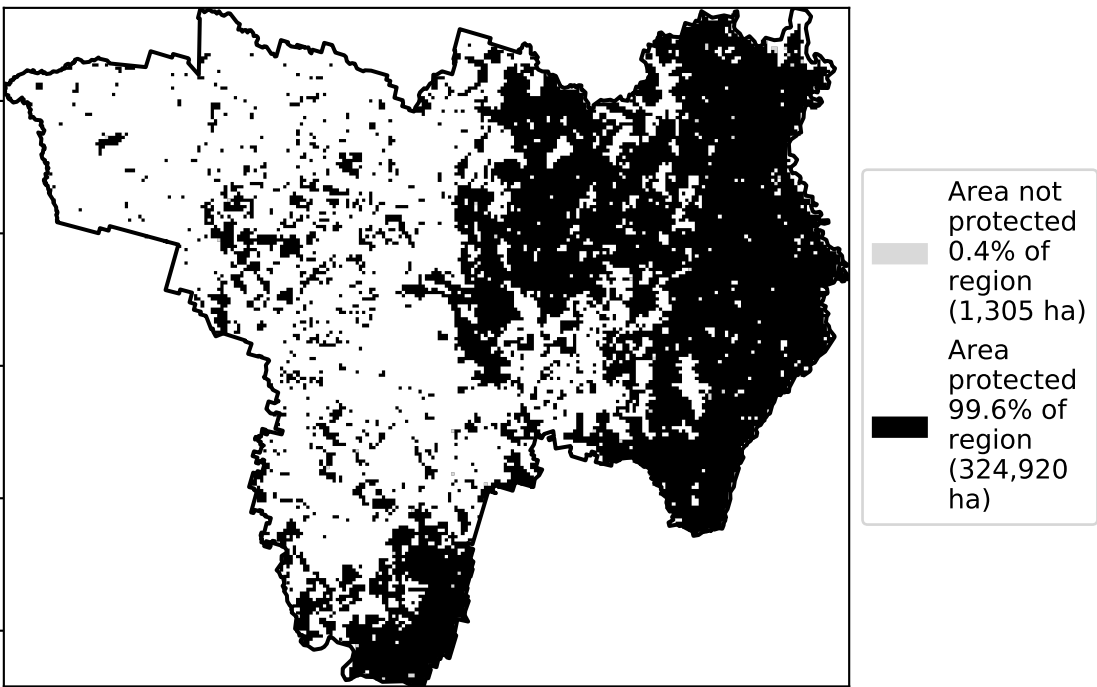 Area not
protected
0.4% of
region
(1,305 ha)
Area
protected
99.6% of
region
(324,920
ha)